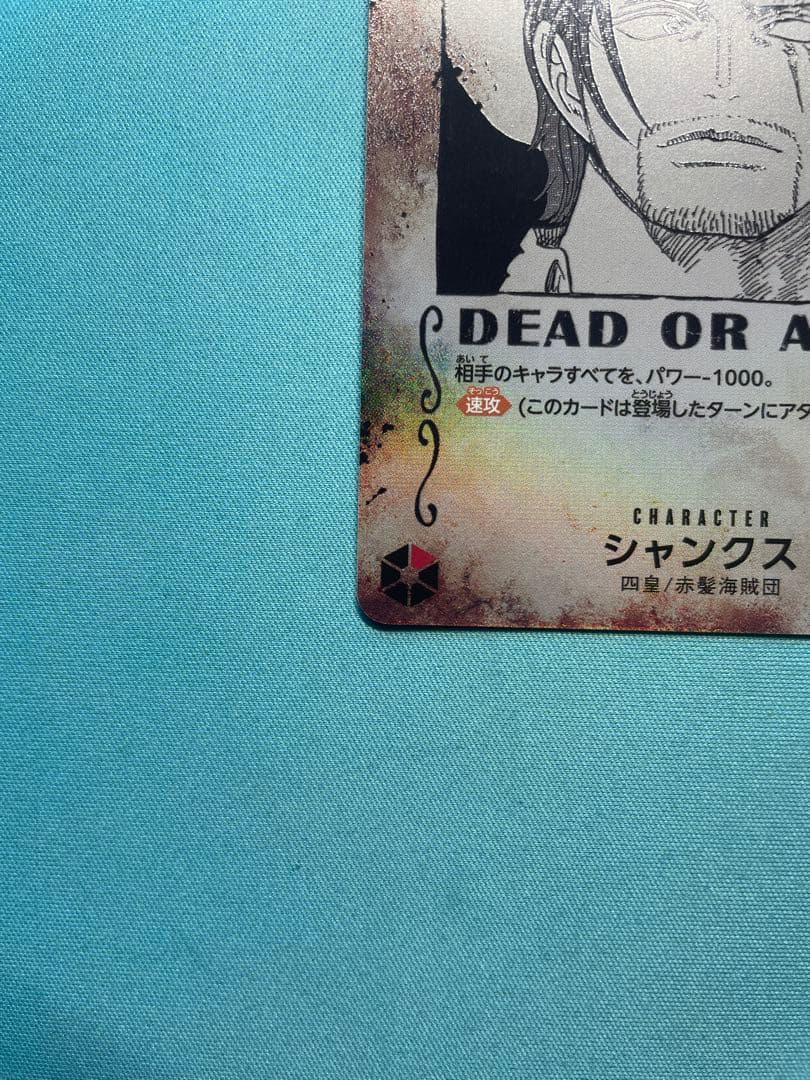 DEAD OR A
相手のキャラすべてを、パワー-1000。
速攻 (このカードは登場したターンにアタ
CHARACTER
シャンクス
四皇/赤髪海賊団